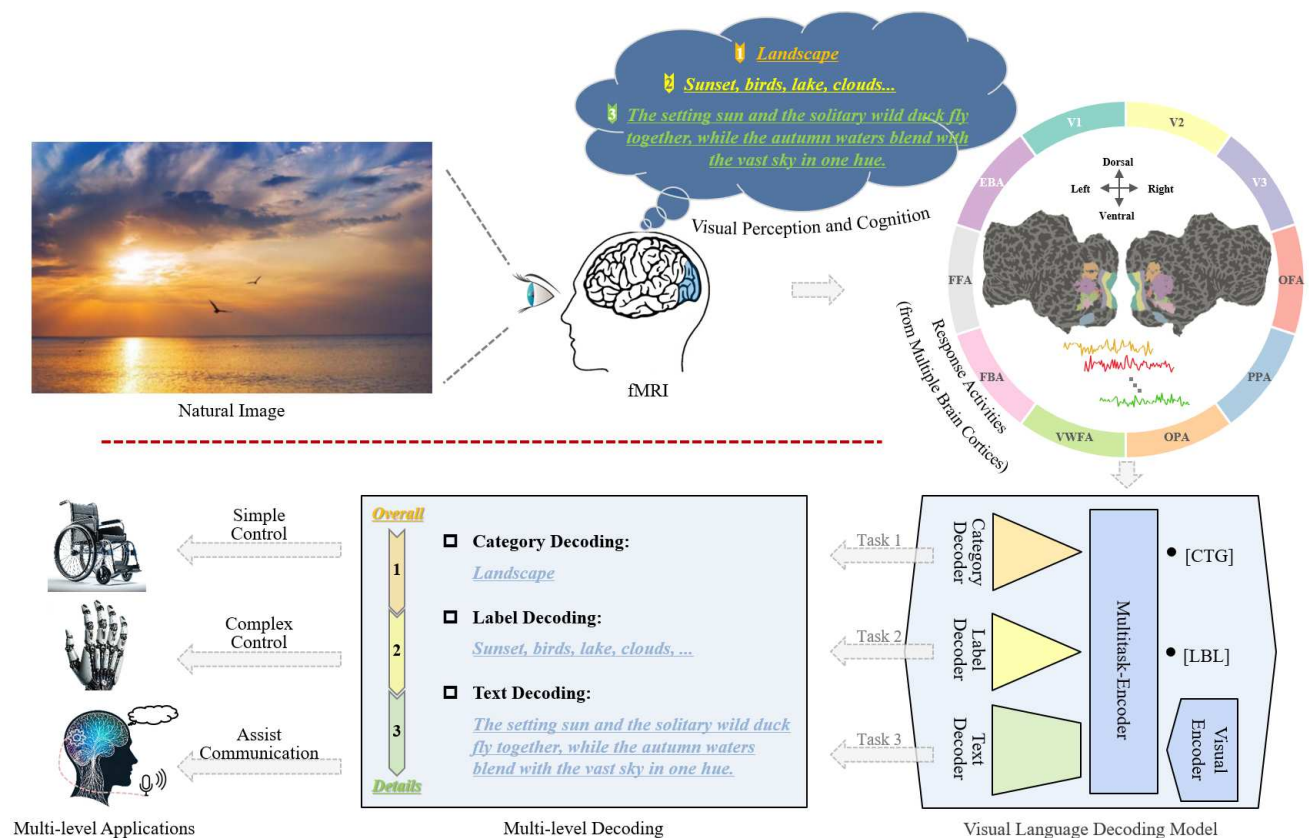 1 Landscape
2 Sunset, birds, lake, clouds...
3 The setting sun and the solitary wild duck fly
together, while the autumn waters blend with
the vast sky in one hue.
Visual Perception and Cognition
Natural Image
fMRI
V1
V2
V3
OFA
PPA
OPA
VWFA
FBA
FFA
EBA
Dorsal
Left
Right
Ventral
Response Activities
(from Multiple Brain Cortices)
Simple
Control
Complex
Control
Assist
Communication
Multi-level Applications
Overall
1
2
3
Details
Category Decoding:
Landscape
Label Decoding:
Sunset, birds, lake, clouds, ...
Text Decoding:
The setting sun and the solitary wild duck
fly together, while the autumn waters
blend with the vast sky in one hue.
Multi-level Decoding
Task 1
Task 2
Task 3
Category
Decoder
Label
Decoder
Text
Decoder
Multitask-Encoder
• [CTG]
• [LBL]
Visual
Encoder
Visual Language Decoding Model